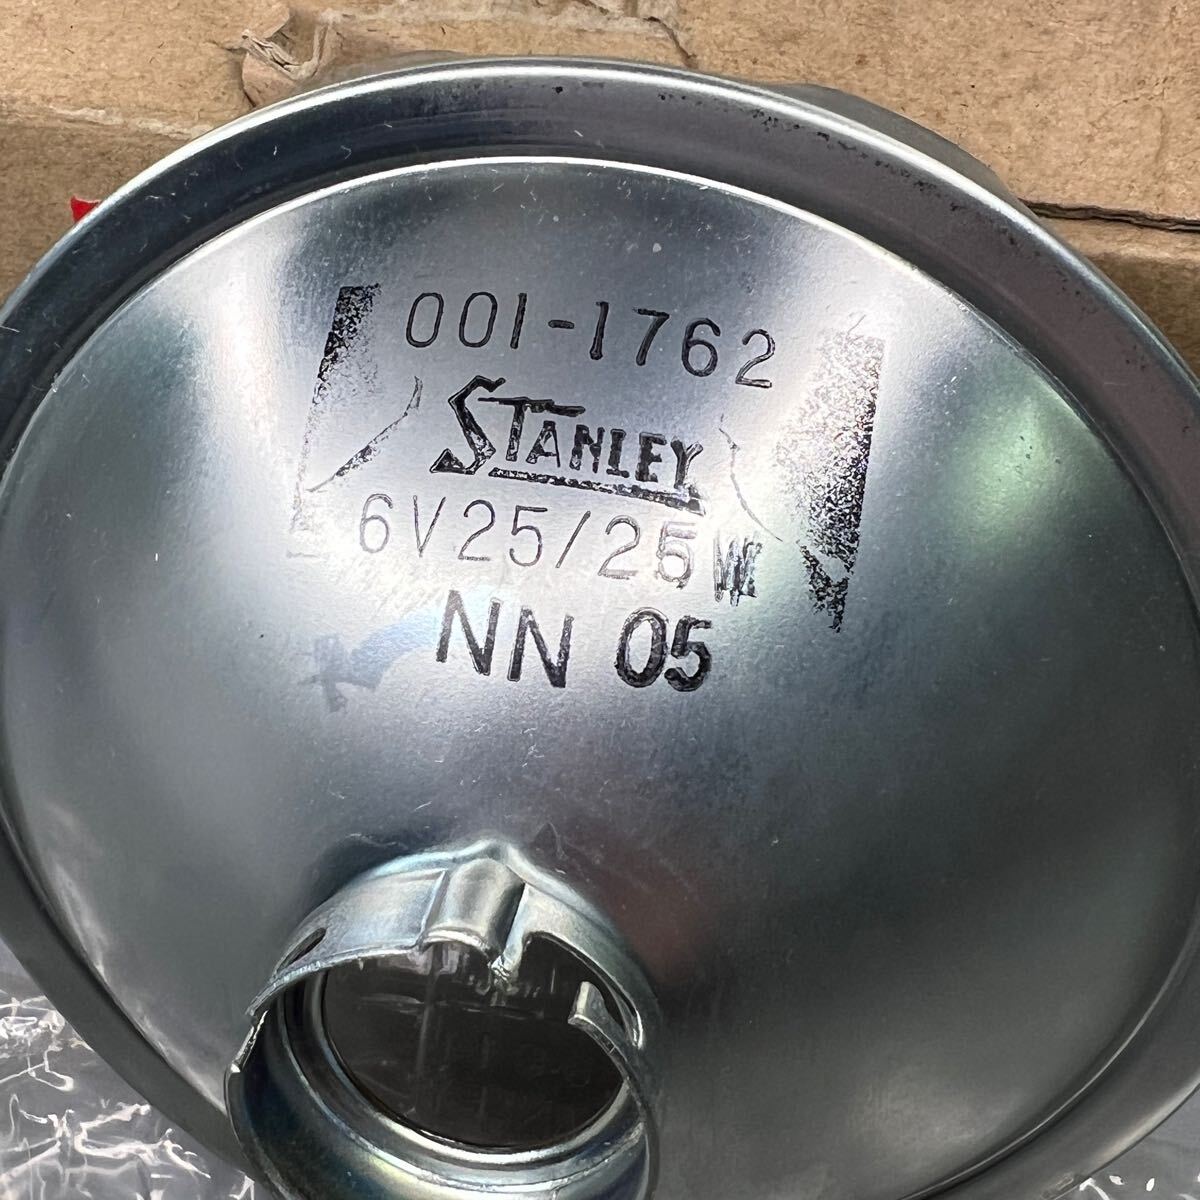 001-1762
STANLEY
6V25/25W
NN 05